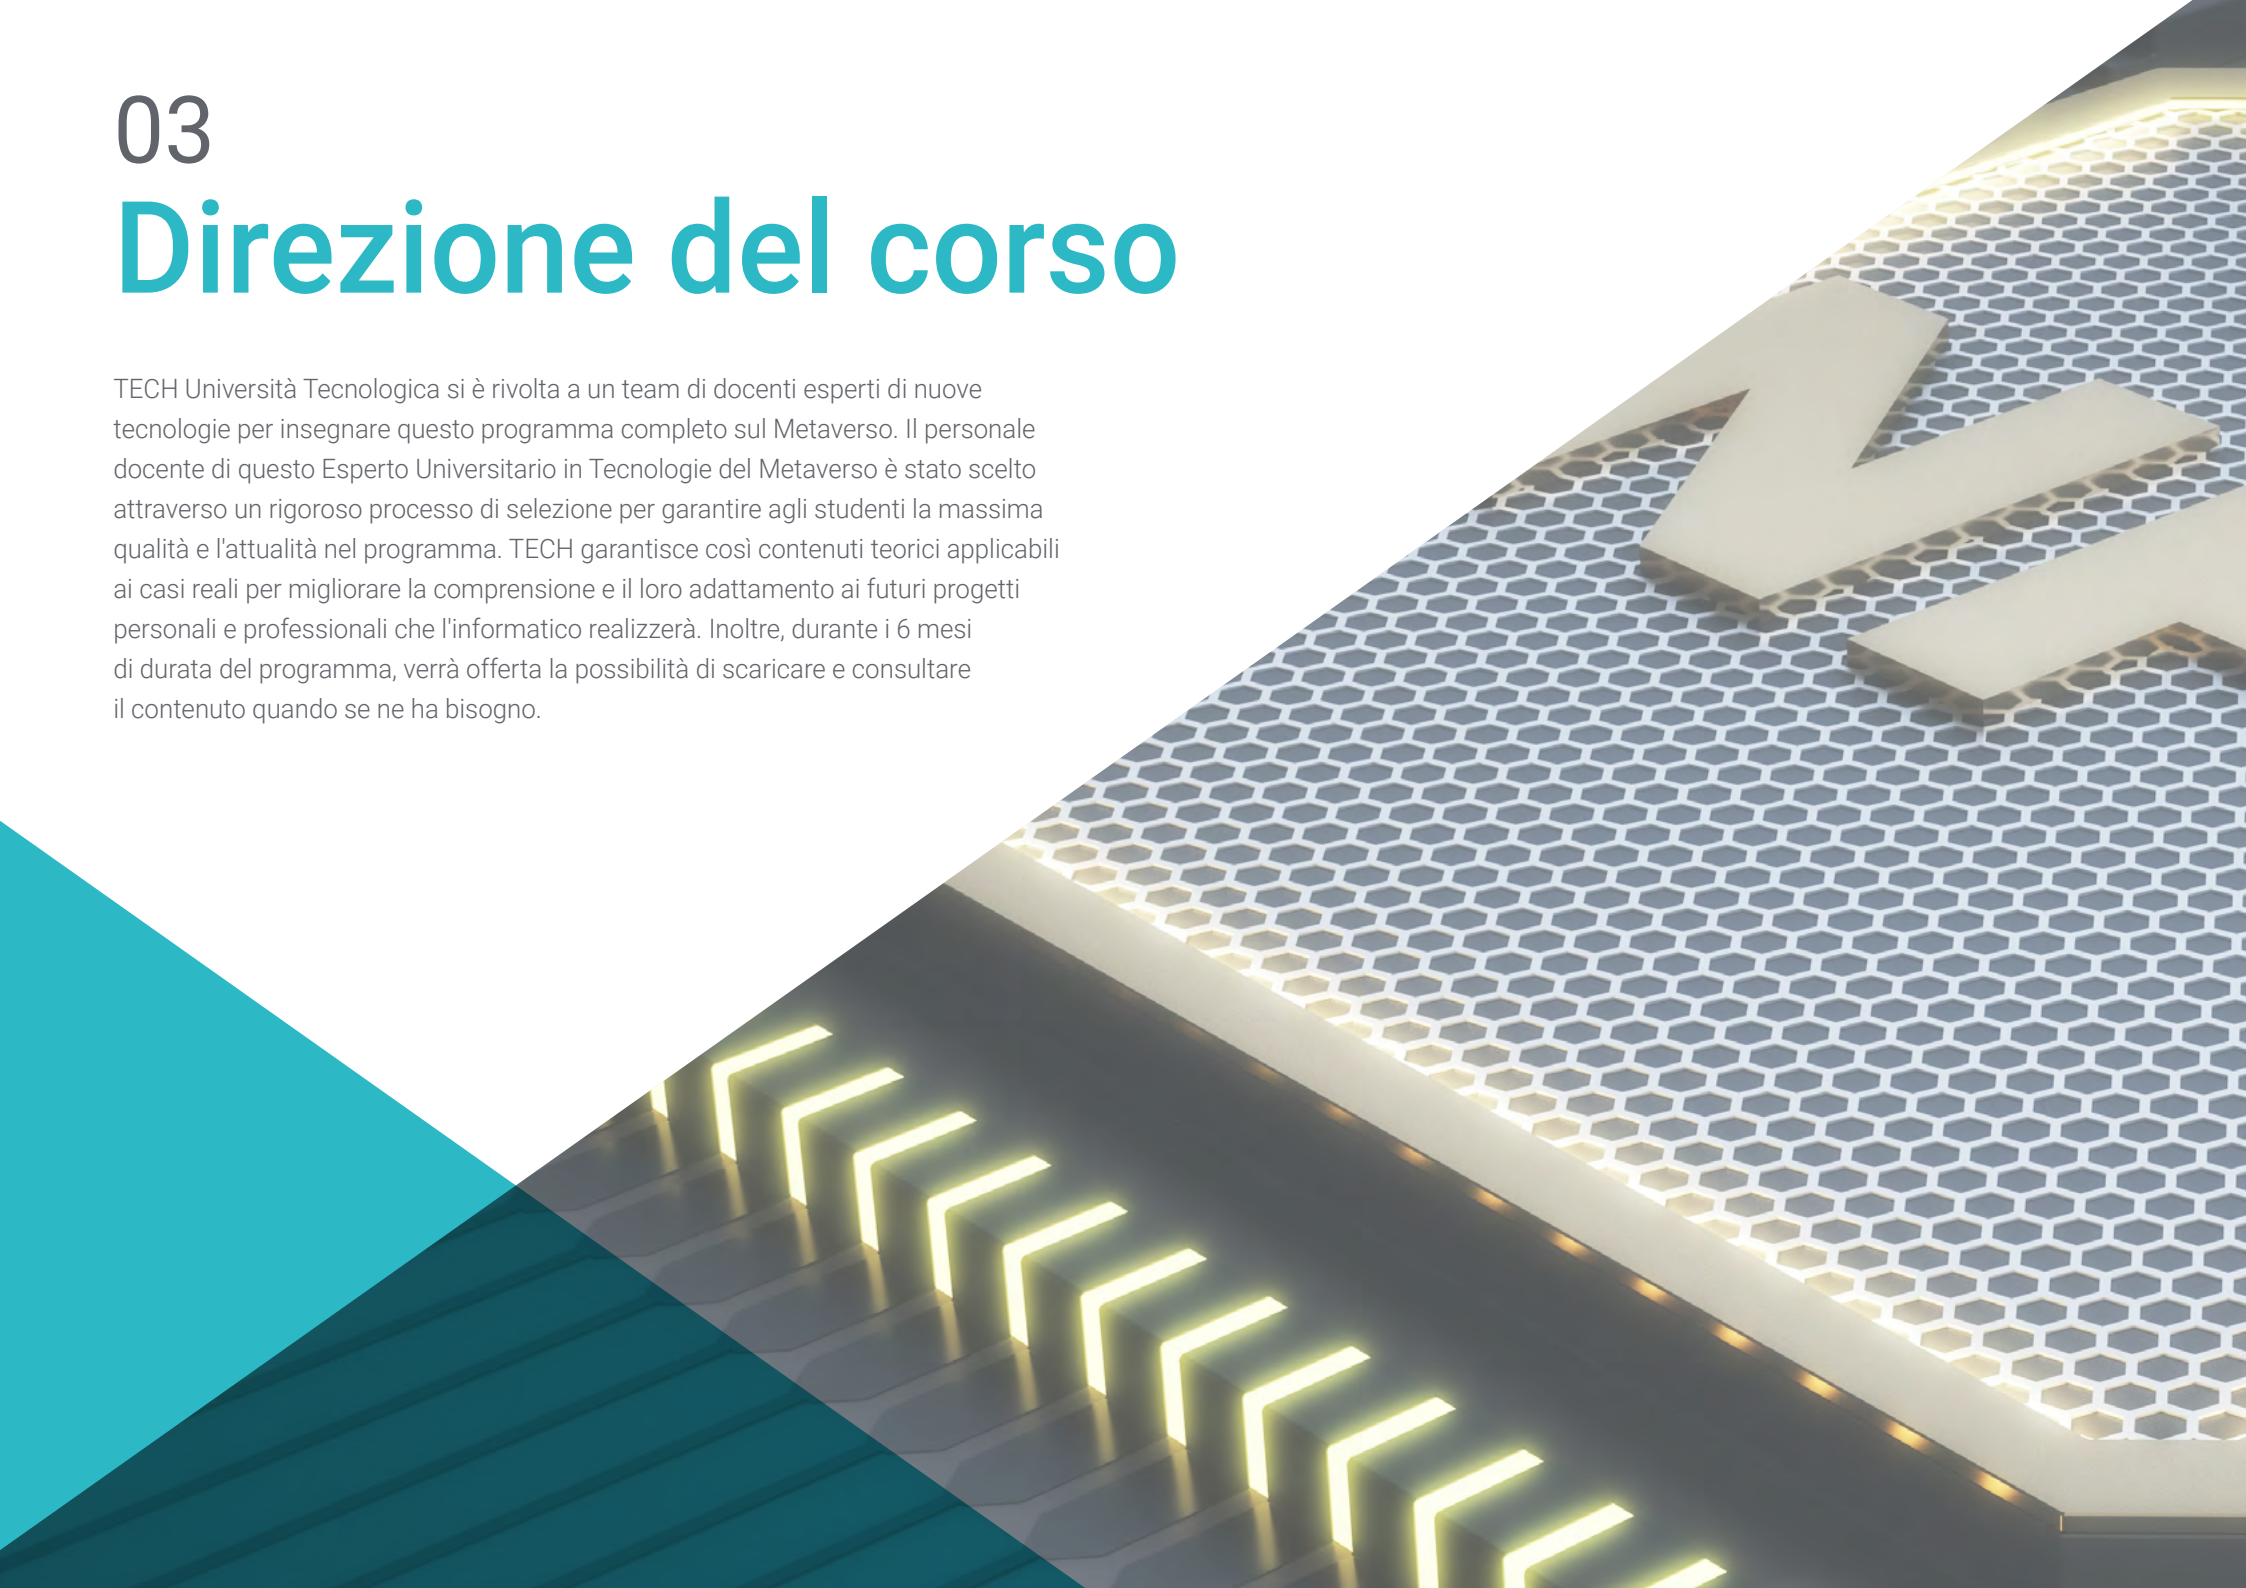 03
Direzione del corso
TECH Università Tecnologica si è rivolta a un team di docenti esperti di nuove
tecnologie per insegnare questo programma completo sul Metaverso. Il personale
docente di questo Esperto Universitario in Tecnologie del Metaverso è stato scelto
attraverso un rigoroso processo di selezione per garantire agli studenti la massima
qualità e l'attualità nel programma. TECH garantisce così contenuti teorici applicabili
ai casi reali per migliorare la comprensione e il loro adattamento ai futuri progetti
personali e professionali che l'informatico realizzerà. Inoltre, durante i 6 mesi
di durata del programma, verrà offerta la possibilità di scaricare e consultare
il contenuto quando se ne ha bisogno.